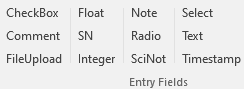 CheckBox Float Note Select
Comment SN Radio Text
FileUpload Integer SciNot Timestamp
Entry Fields